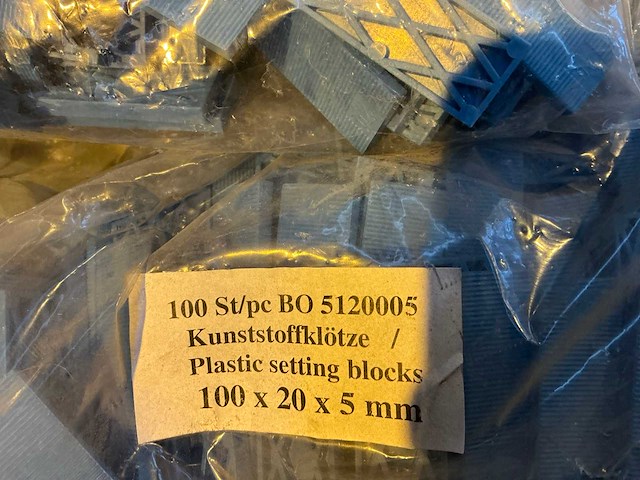 100 St/pc BO 5120005
Kunststoffklötze /
Plastic setting blocks
100 x 20 x 5 mm